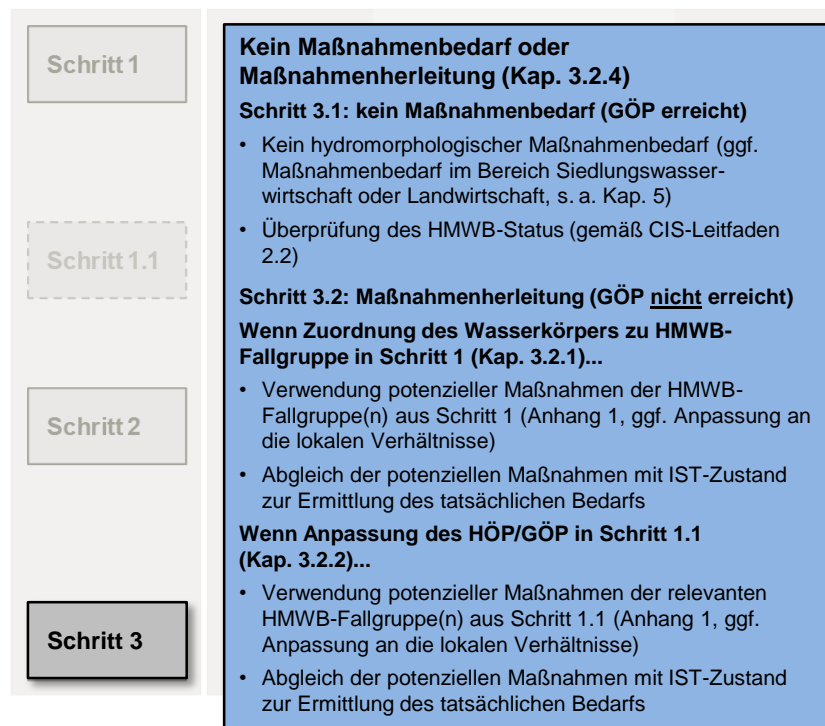 Schritt 1
Schritt 1.1
Schritt 2
Schritt 3
Kein Maßnahmenbedarf oder
Maßnahmenherleitung (Kap. 3.2.4)
Schritt 3.1: kein Maßnahmenbedarf (GÖP erreicht)
• Kein hydromorphologischer Maßnahmenbedarf (ggf.
Maßnahmenbedarf im Bereich Siedlungswasser-
wirtschaft oder Landwirtschaft, s. a. Kap. 5)
• Überprüfung des HMWB-Status (gemäß CIS-Leitfaden
2.2)
Schritt 3.2: Maßnahmenherleitung (GÖP nicht erreicht)
Wenn Zuordnung des Wasserkörpers zu HMWB-
Fallgruppe in Schritt 1 (Kap. 3.2.1)...
• Verwendung potenzieller Maßnahmen der HMWB-
Fallgruppe(n) aus Schritt 1 (Anhang 1, ggf. Anpassung an
die lokalen Verhältnisse)
• Abgleich der potenziellen Maßnahmen mit IST-Zustand
zur Ermittlung des tatsächlichen Bedarfs
Wenn Anpassung des HÖP/GÖP in Schritt 1.1
(Kap. 3.2.2)...
• Verwendung potenzieller Maßnahmen der relevanten
HMWB-Fallgruppe(n) aus Schritt 1.1 (Anhang 1, ggf.
Anpassung an die lokalen Verhältnisse)
• Abgleich der potenziellen Maßnahmen mit IST-Zustand
zur Ermittlung des tatsächlichen Bedarfs